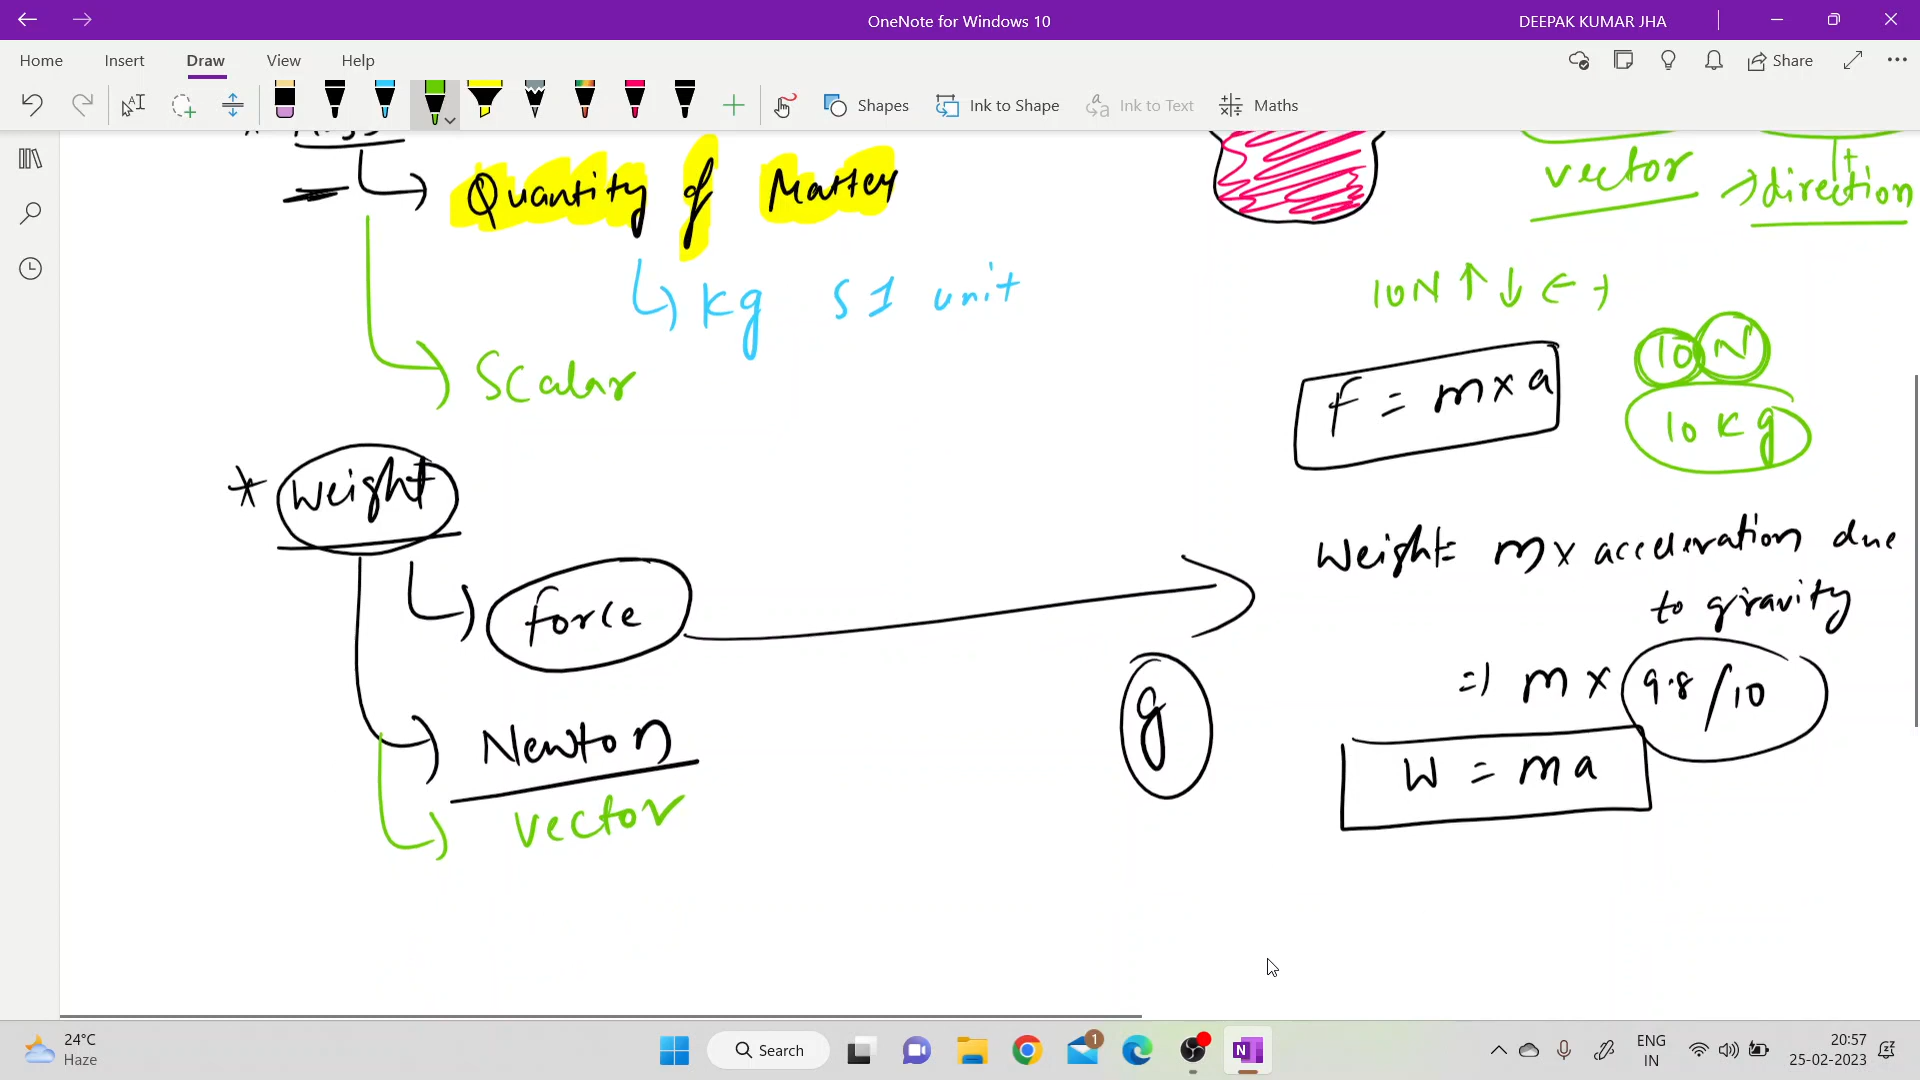 OneNote for Windows 10
DEEPAK KUMAR JHA
Home Insert Draw View Help
Share
Shapes
Ink to Shape
Ink to Text
Maths
Quantity of Matter
vector
direction
kg SI unit
10N ↑ ↓ ← →
Scalar
f = m x a
10 N
10 kg
* Weight
Weight = m x acceleration due
to gravity
force
g
=) m x 9.8/10
Newton
W = ma
vector
24°C
Haze
Search
1
ENG
IN
20:57
25-02-2023